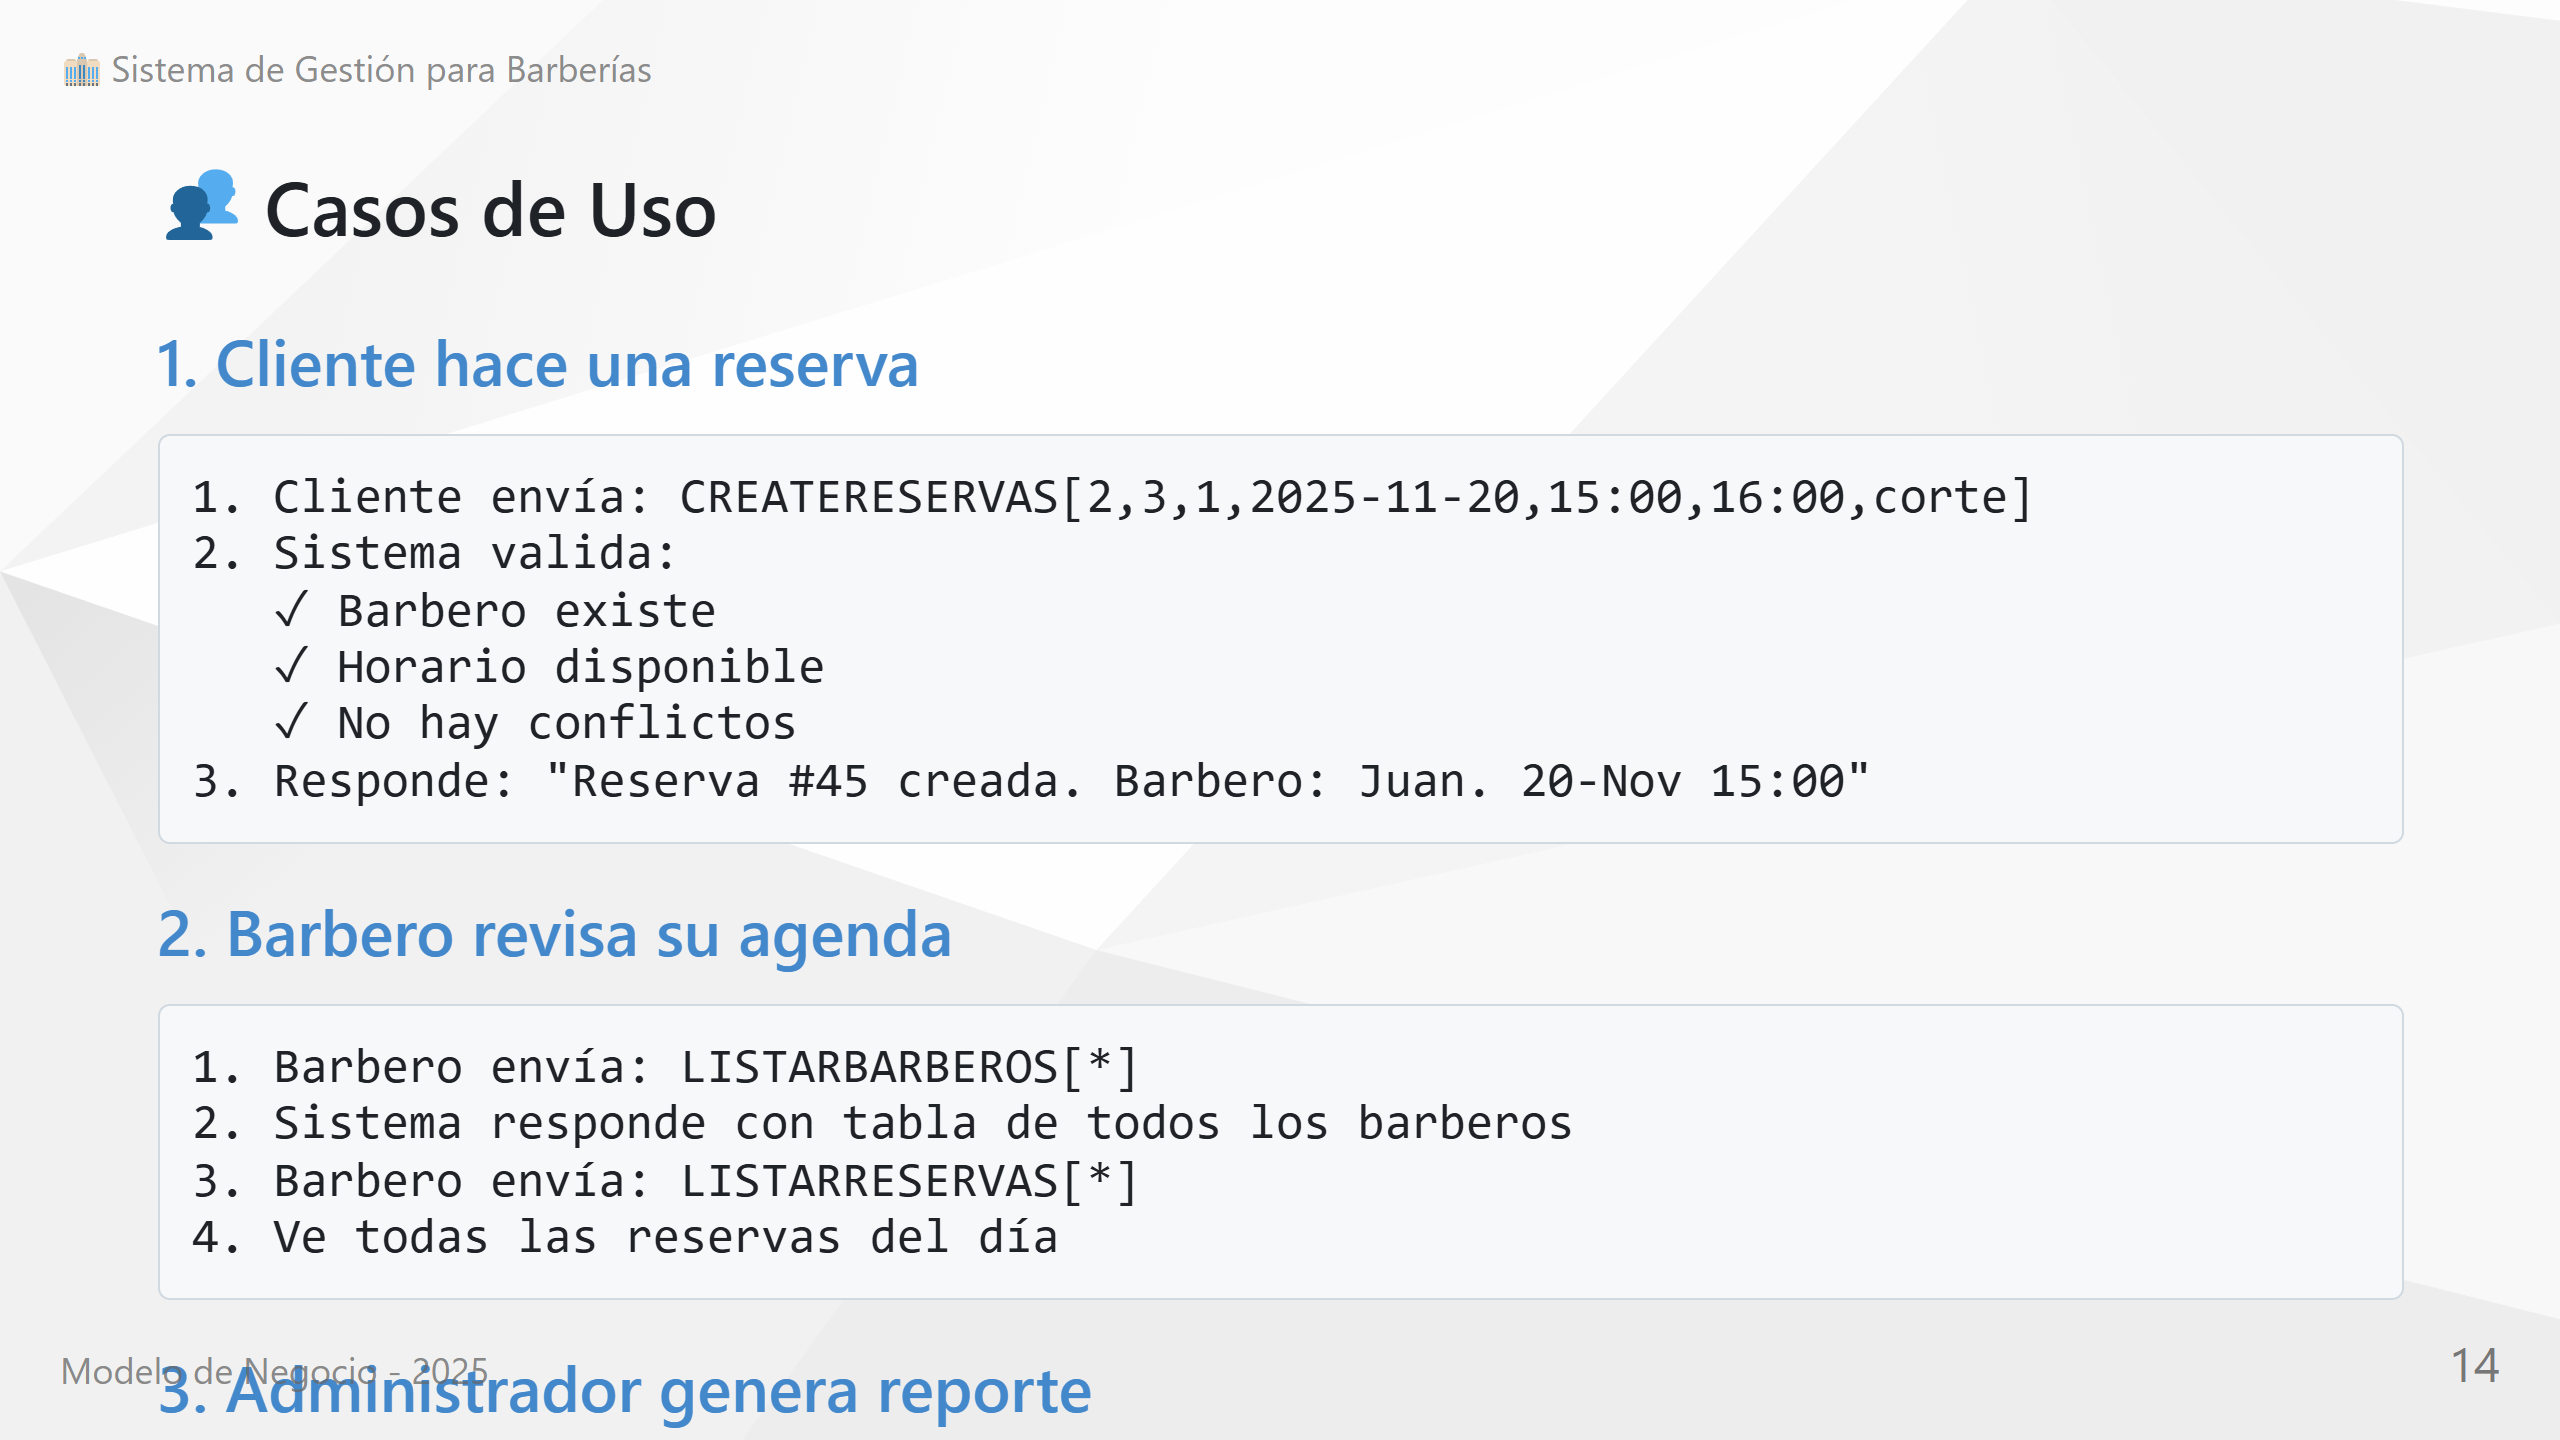 Sistema de Gestión para Barberías
Casos de Uso
1. Cliente hace una reserva
1. Cliente envía: CREATERESERVAS[2,3,1,2025-11-20,15:00,16:00,corte]
2. Sistema valida:
✓ Barbero existe
✓ Horario disponible
✓ No hay conflictos
3. Responde: "Reserva #45 creada. Barbero: Juan. 20-Nov 15:00"
2. Barbero revisa su agenda
1. Barbero envía: LISTARBARBEROS[*]
2. Sistema responde con tabla de todos los barberos
3. Barbero envía: LISTARRESERVAS[*]
4. Ve todas las reservas del día
3. Administrador genera reporte
Modelo de Negocio - 2025
14